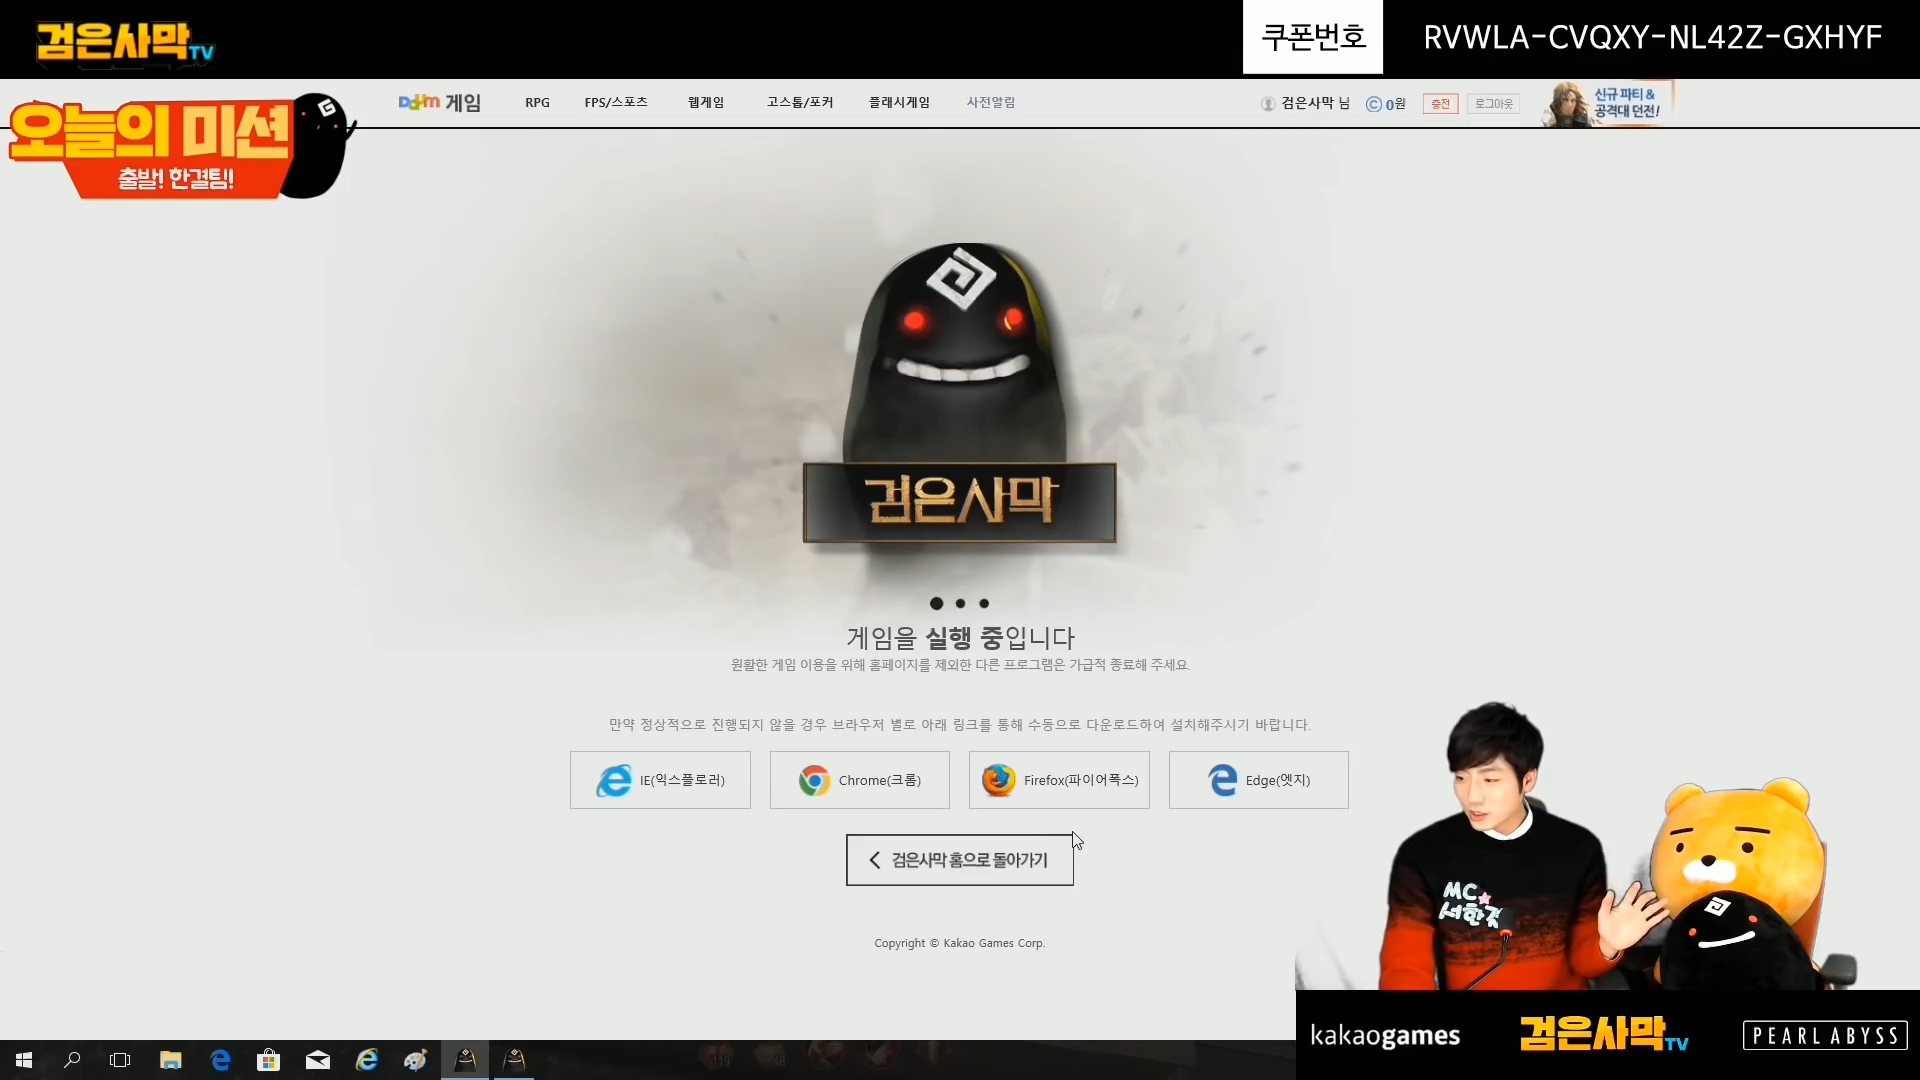 검은사막TV
쿠폰번호
RVWLA-CVQXY-NL42Z-GXHYF
오늘의 미션
출발! 한결팀!
Daum 게임
RPG
FPS/스포츠
웹게임
고스톱/포커
플래시게임
사전알림
검은사막 님
0원
충전
로그아웃
신규 파티 &
공격대 던전!
검은사막
게임을 실행 중입니다
원활한 게임 이용을 위해 홈페이지를 제외한 다른 프로그램은 가급적 종료해 주세요.
만약 정상적으로 진행되지 않을 경우 브라우저 별로 아래 링크를 통해 수동으로 다운로드하여 설치해주시기 바랍니다.
IE(익스플로러)
Chrome(크롬)
Firefox(파이어폭스)
Edge(엣지)
검은사막 홈으로 돌아가기
Copyright © Kakao Games Corp.
MC
서한결
kakaogames
검은사막TV
PEARL ABYSS